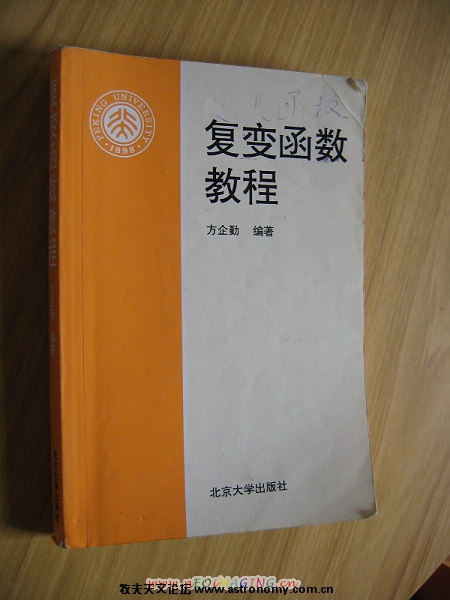 PEKING UNIVERSITY
·1898·
复变函数
教程
方企勤 编著
北京大学出版社
牧夫天文论坛 www.astronomy.com.cn